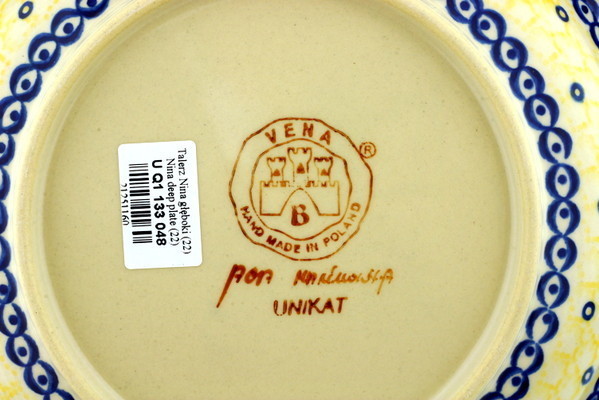 VENA
®
B
HAND MADE IN POLAND
UNIKAT
Talerz Nina głęboki (22)
Nina deep plate (22)
U Q1 133 048